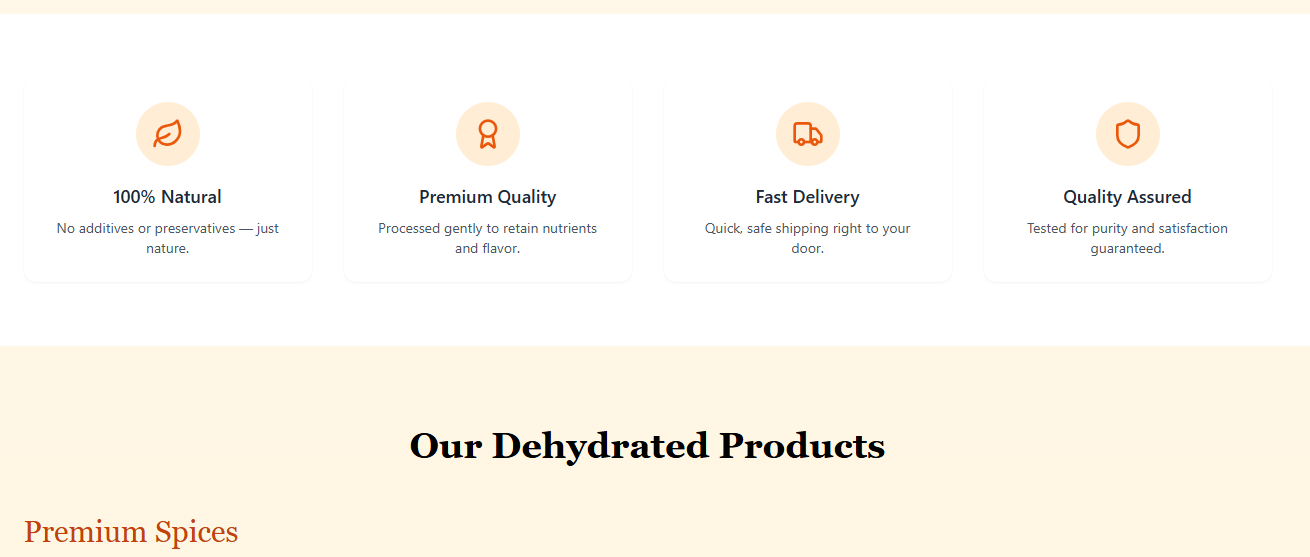 100% Natural
No additives or preservatives — just
nature.
Premium Quality
Processed gently to retain nutrients
and flavor.
Fast Delivery
Quick, safe shipping right to your
door.
Quality Assured
Tested for purity and satisfaction
guaranteed.
Our Dehydrated Products
Premium Spices